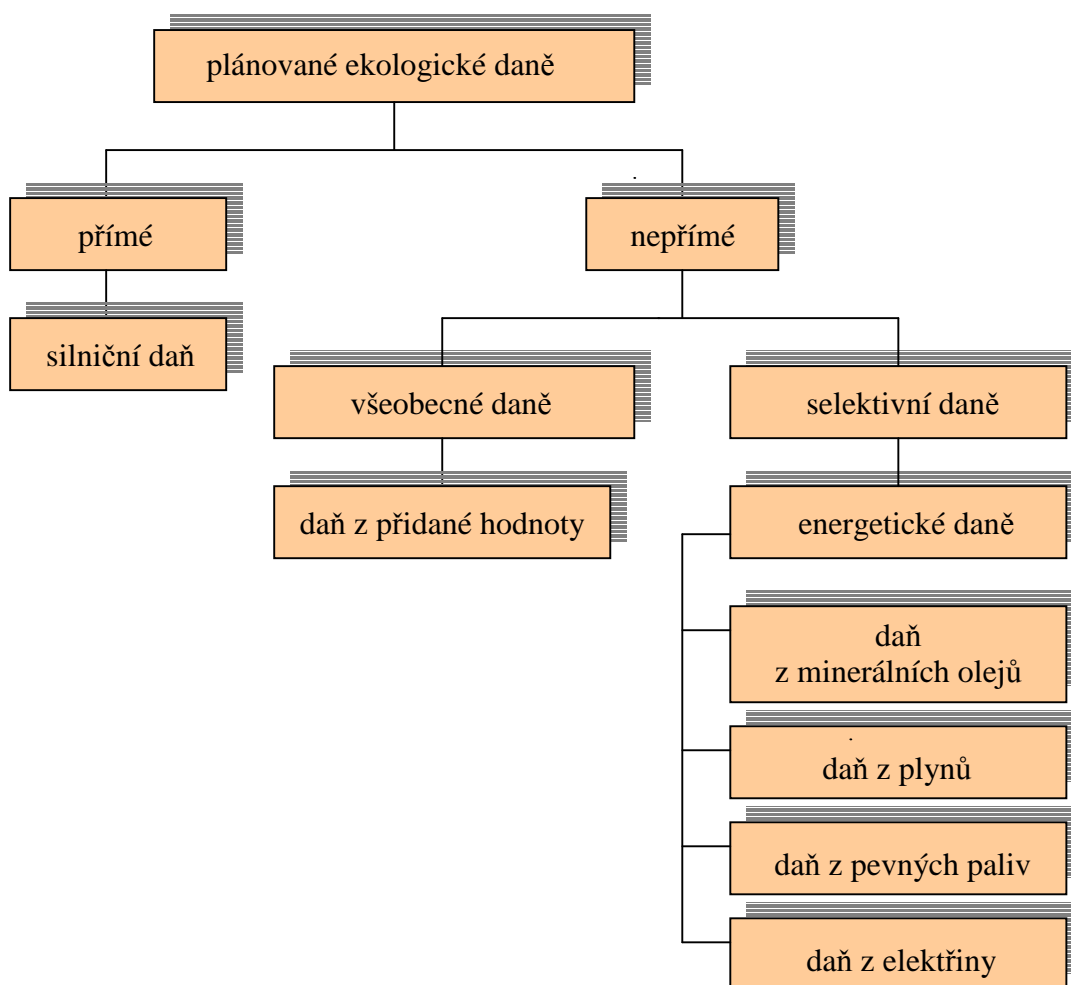 plánované ekologické daně
přímé
nepřímé
silniční daň
všeobecné daně
selektivní daně
daň z přidané hodnoty
energetické daně
daň
z minerálních olejů
daň z plynů
daň z pevných paliv
daň z elektřiny